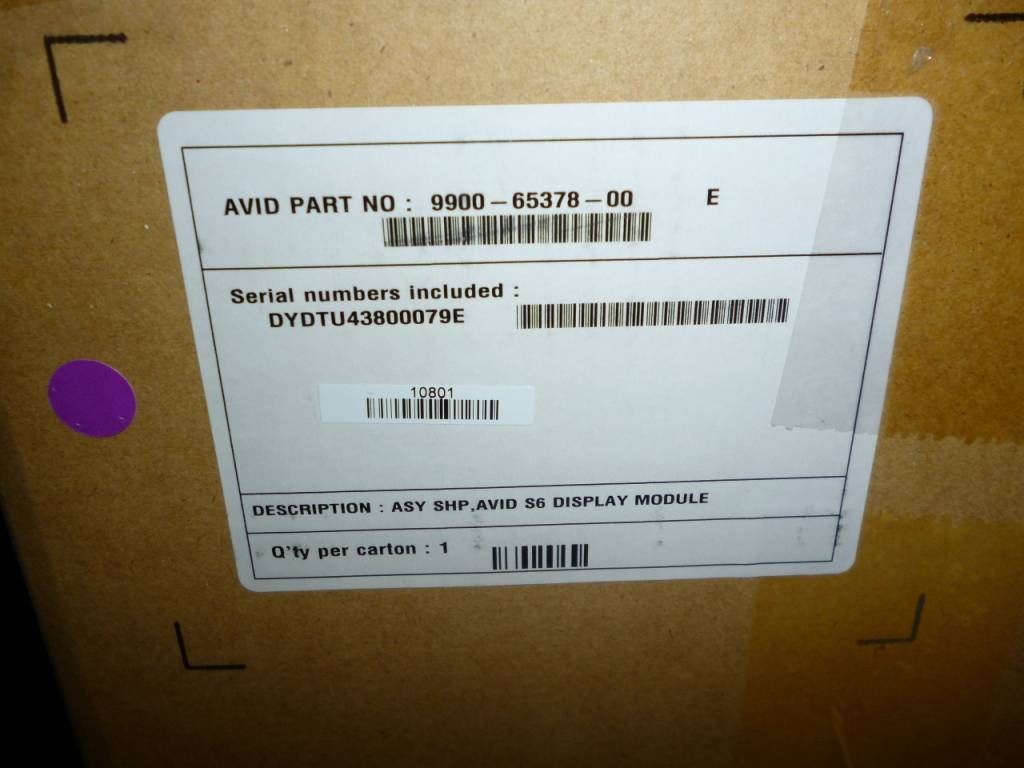 AVID PART NO : 9900-65378-00 E
Serial numbers included :
DYDTU43800079E
10801
DESCRIPTION : ASY SHP,AVID S6 DISPLAY MODULE
Q'ty per carton : 1